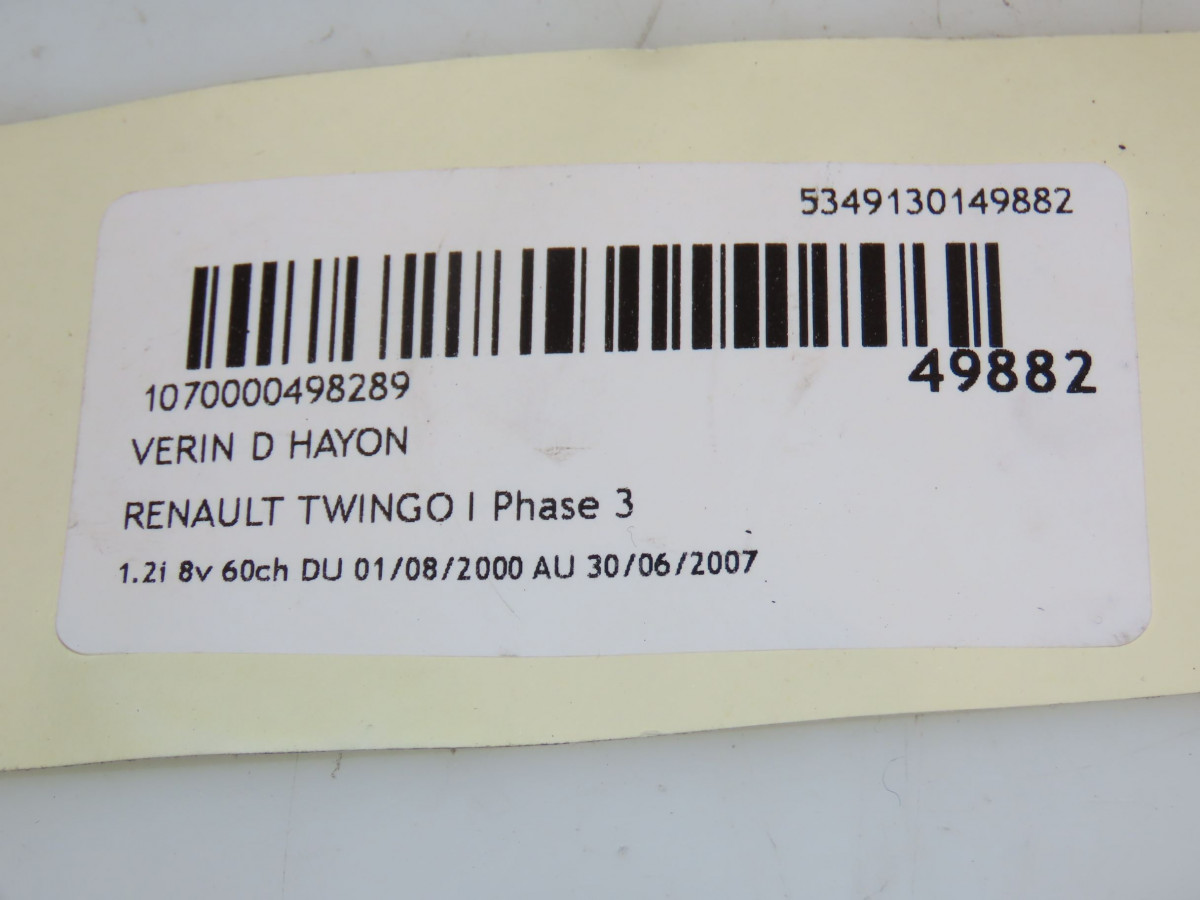 5349130149882
49882
1070000498289
VERIN D HAYON
RENAULT TWINGO I Phase 3
1.2i 8v 60ch DU 01/08/2000 AU 30/06/2007